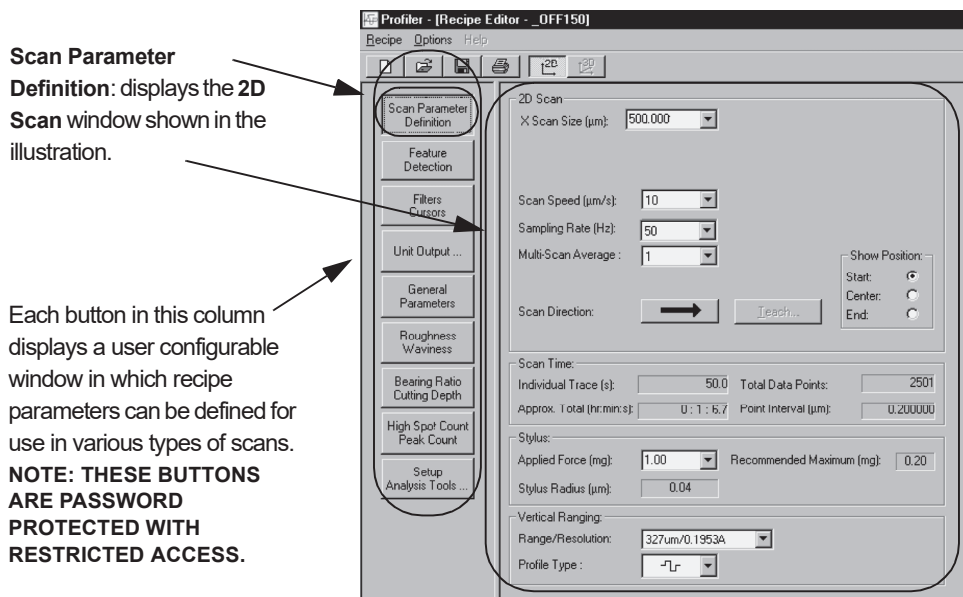 Scan Parameter
Definition: displays the 2D
Scan window shown in the
illustration.
Each button in this column
displays a user configurable
window in which recipe
parameters can be defined for
use in various types of scans.
NOTE: THESE BUTTONS
ARE PASSWORD
PROTECTED WITH
RESTRICTED ACCESS.
Profiler - [Recipe Editor - _OFF150]
Recipe Options Help
2D 3D
Scan Parameter
Definition
Feature
Detection
Filters
Cursors
Unit Output ...
General
Parameters
Roughness
Waviness
Bearing Ratio
Cutting Depth
High Spot Count
Peak Count
Setup
Analysis Tools ...
2D Scan
X Scan Size (µm): 500.000
Scan Speed (µm/s): 10
Sampling Rate (Hz): 50
Multi-Scan Average : 1
Show Position:
Start:
Center:
End:
Scan Direction: Teach...
Scan Time:
Individual Trace (s): 50.0 Total Data Points: 2501
Approx. Total (hr:min:s): 0 : 1 : 6.7 Point Interval (µm): 0.200000
Stylus:
Applied Force (mg): 1.00 Recommended Maximum (mg): 0.20
Stylus Radius (µm): 0.04
Vertical Ranging:
Range/Resolution: 327um/0.1953A
Profile Type :